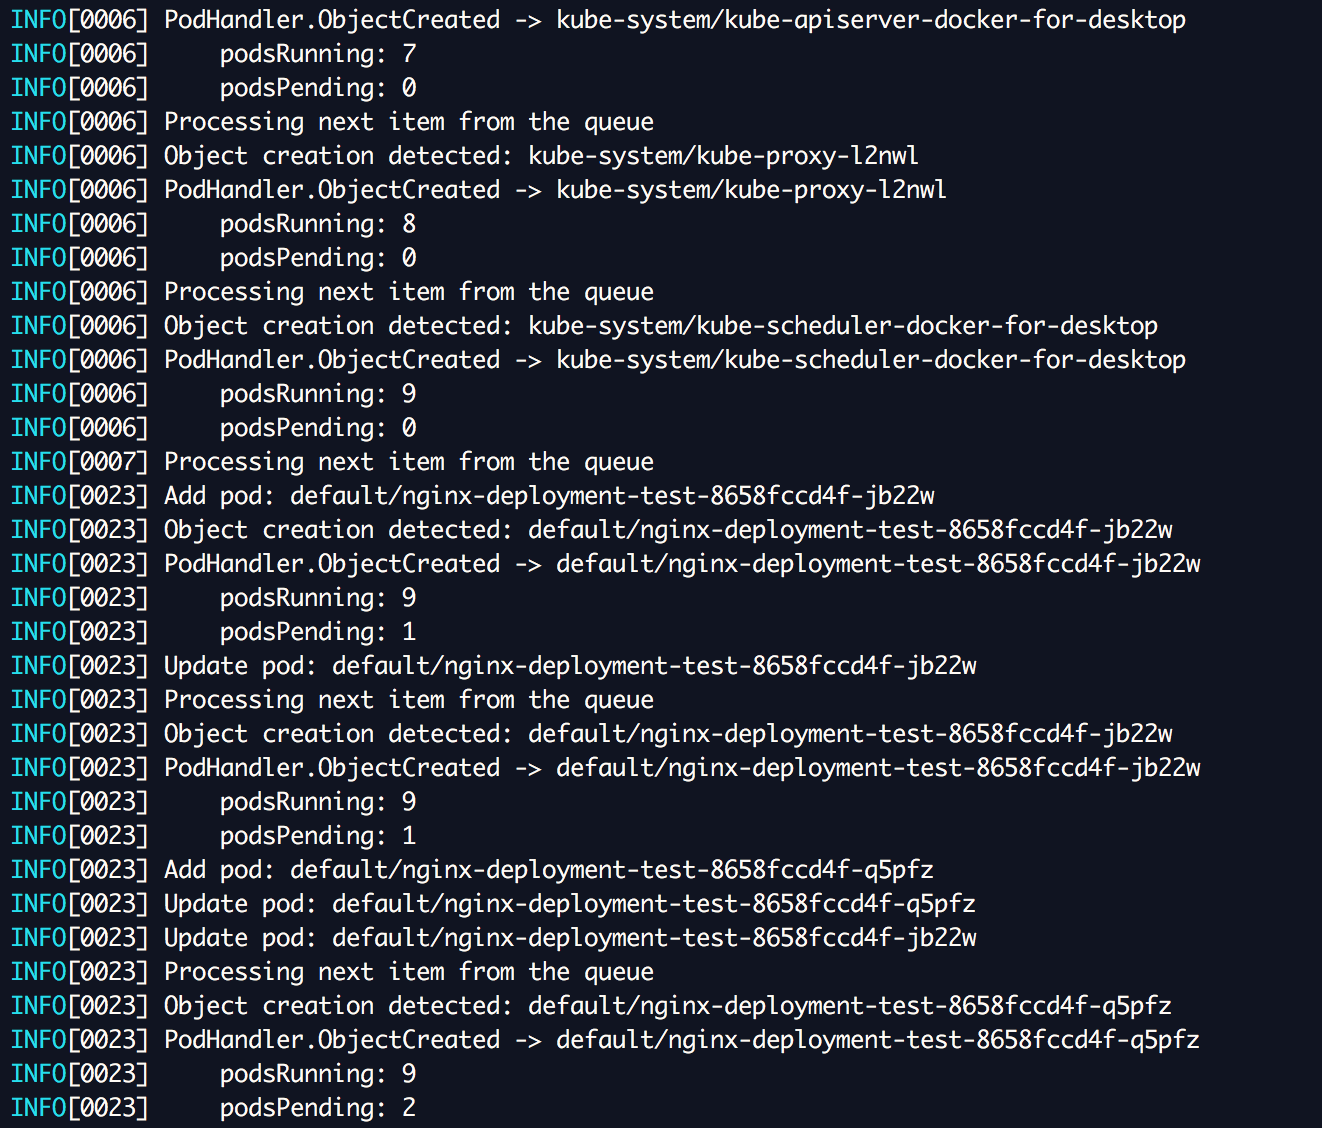 INFO[0006] PodHandler.ObjectCreated -> kube-system/kube-apiserver-docker-for-desktop
INFO[0006]     podsRunning: 7
INFO[0006]     podsPending: 0
INFO[0006] Processing next item from the queue
INFO[0006] Object creation detected: kube-system/kube-proxy-l2nwl
INFO[0006] PodHandler.ObjectCreated -> kube-system/kube-proxy-l2nwl
INFO[0006]     podsRunning: 8
INFO[0006]     podsPending: 0
INFO[0006] Processing next item from the queue
INFO[0006] Object creation detected: kube-system/kube-scheduler-docker-for-desktop
INFO[0006] PodHandler.ObjectCreated -> kube-system/kube-scheduler-docker-for-desktop
INFO[0006]     podsRunning: 9
INFO[0006]     podsPending: 0
INFO[0007] Processing next item from the queue
INFO[0023] Add pod: default/nginx-deployment-test-8658fccd4f-jb22w
INFO[0023] Object creation detected: default/nginx-deployment-test-8658fccd4f-jb22w
INFO[0023] PodHandler.ObjectCreated -> default/nginx-deployment-test-8658fccd4f-jb22w
INFO[0023]     podsRunning: 9
INFO[0023]     podsPending: 1
INFO[0023] Update pod: default/nginx-deployment-test-8658fccd4f-jb22w
INFO[0023] Processing next item from the queue
INFO[0023] Object creation detected: default/nginx-deployment-test-8658fccd4f-jb22w
INFO[0023] PodHandler.ObjectCreated -> default/nginx-deployment-test-8658fccd4f-jb22w
INFO[0023]     podsRunning: 9
INFO[0023]     podsPending: 1
INFO[0023] Add pod: default/nginx-deployment-test-8658fccd4f-q5pfz
INFO[0023] Update pod: default/nginx-deployment-test-8658fccd4f-q5pfz
INFO[0023] Update pod: default/nginx-deployment-test-8658fccd4f-jb22w
INFO[0023] Processing next item from the queue
INFO[0023] Object creation detected: default/nginx-deployment-test-8658fccd4f-q5pfz
INFO[0023] PodHandler.ObjectCreated -> default/nginx-deployment-test-8658fccd4f-q5pfz
INFO[0023]     podsRunning: 9
INFO[0023]     podsPending: 2